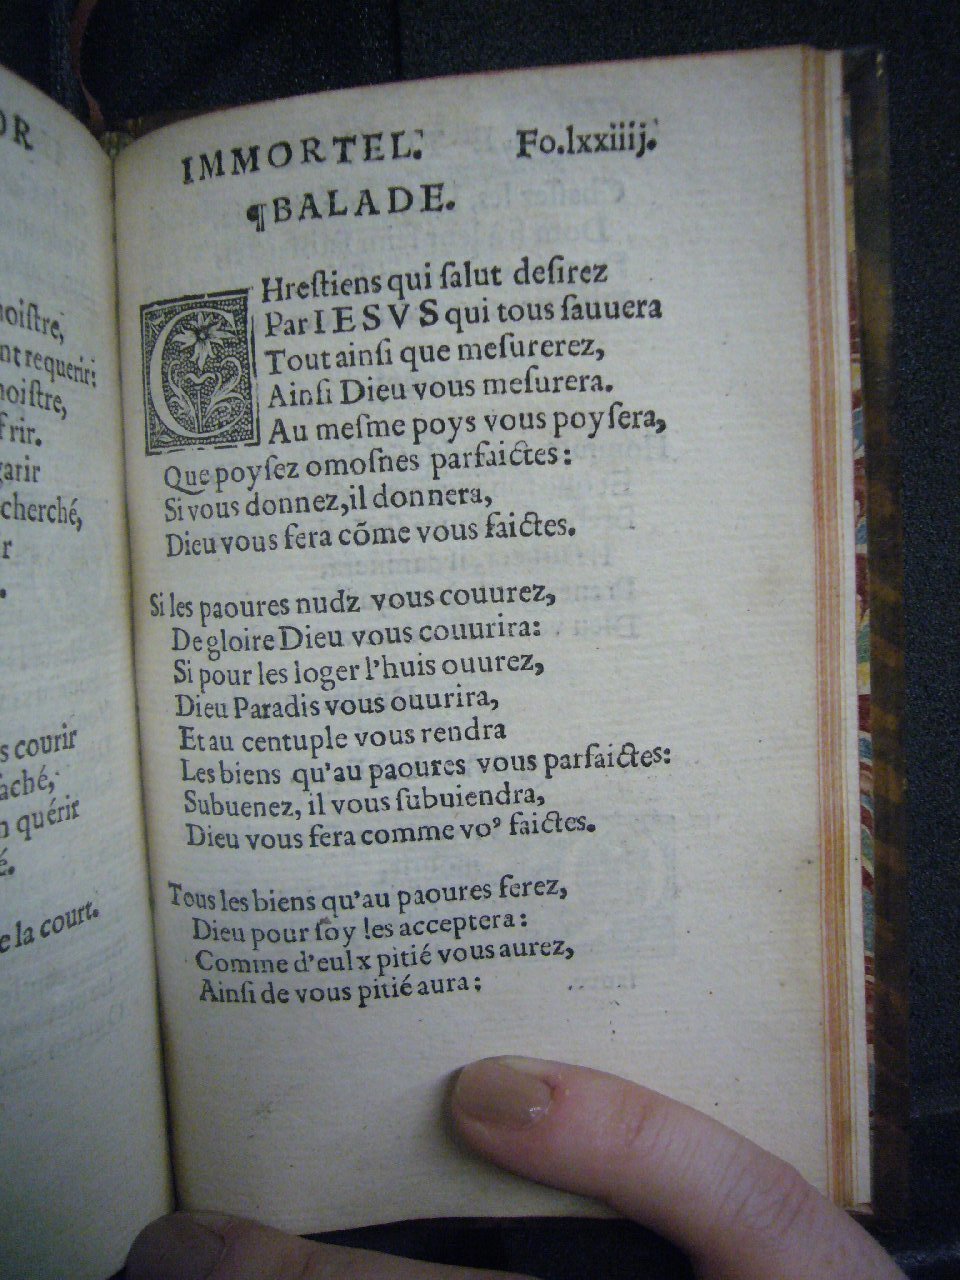 OR
noistre,
nt requerir:
noistre,
frir.
garir
cherché,
r
s courir
aché,
n quérir
é.
e la court.
IMMORTEL. Fo.lxxiiij.
¶BALADE.
CHrestiens qui salut desirez
Par IESVS qui tous sauuera
Tout ainsi que mesurerez,
Ainsi Dieu vous mesurera.
Au mesme poys vous poysera,
Que poysez omosnes parfaictes:
Si vous donnez, il donnera,
Dieu vous fera cõme vous faictes.
Si les paoures nudz vous couurez,
De gloire Dieu vous couurira:
Si pour les loger l'huis ouurez,
Dieu Paradis vous ouurira,
Et au centuple vous rendra
Les biens qu'au paoures vous parfaictes:
Subuenez, il vous subuiendra,
Dieu vous fera comme vo⁹ faictes.
Tous les biens qu'au paoures ferez,
Dieu pour soy les acceptera:
Comme d'eulx pitié vous aurez,
Ainsi de vous pitié aura: